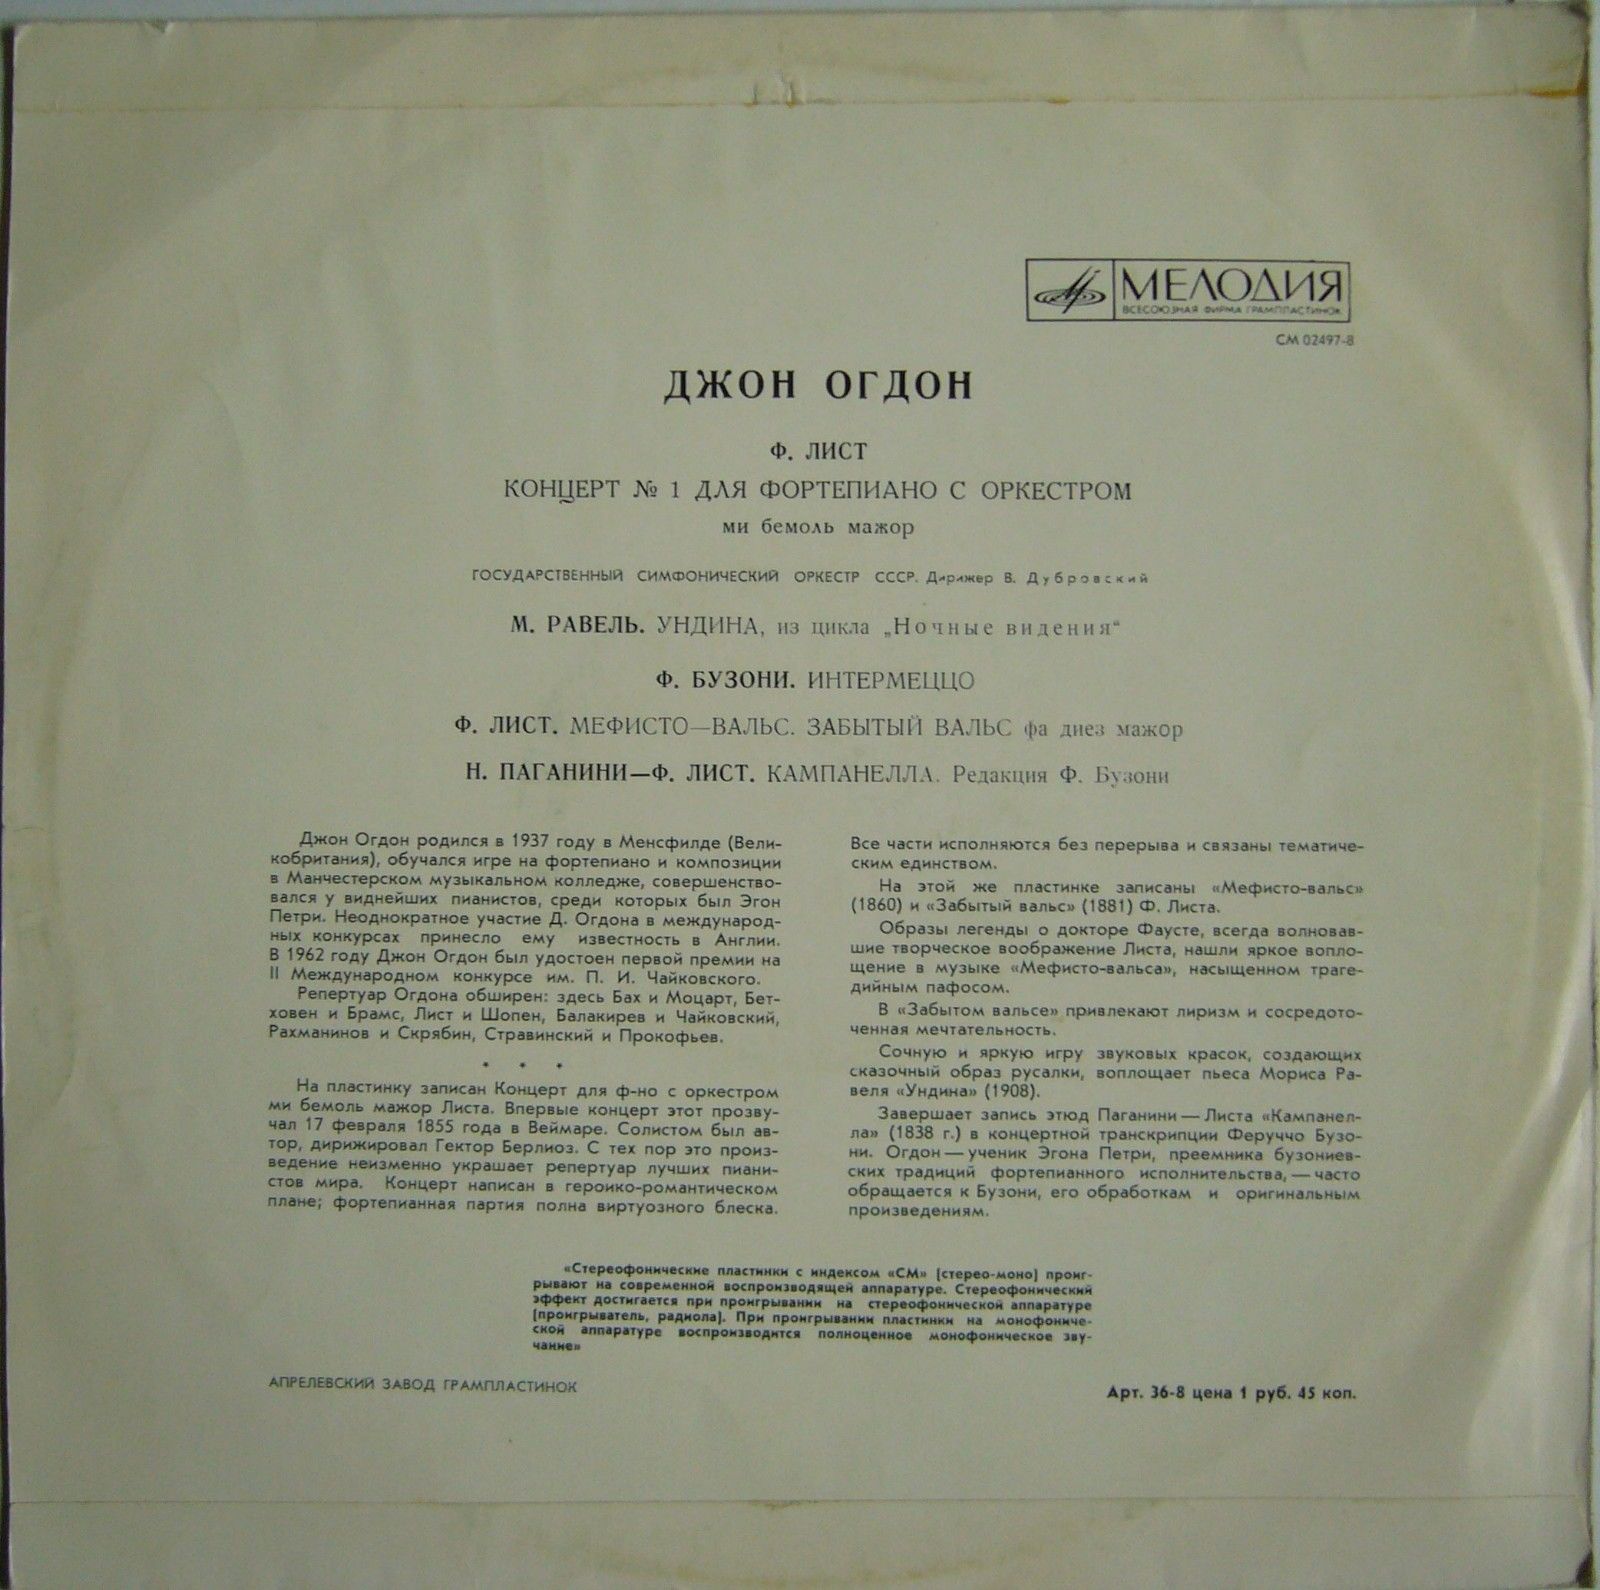 МЕЛОДИЯ
ВСЕСОЮЗНАЯ ФИРМА ГРАМПЛАСТИНОК
СМ 02497-8
ДЖОН ОГДОН
Ф. ЛИСТ
КОНЦЕРТ № 1 ДЛЯ ФОРТЕПИАНО С ОРКЕСТРОМ
ми бемоль мажор
ГОСУДАРСТВЕННЫЙ СИМФОНИЧЕСКИЙ ОРКЕСТР СССР. Дирижер В. Дубровский
М. РАВЕЛЬ. УНДИНА, из цикла „Ночные видения“
Ф. БУЗОНИ. ИНТЕРМЕЦЦО
Ф. ЛИСТ. МЕФИСТО—ВАЛЬС. ЗАБЫТЫЙ ВАЛЬС фа диез мажор
Н. ПАГАНИНИ—Ф. ЛИСТ. КАМПАНЕЛЛА. Редакция Ф. Бузони
Джон Огдон родился в 1937 году в Менсфилде (Вели-
кобритания), обучался игре на фортепиано и композиции
в Манчестерском музыкальном колледже, совершенство-
вался у виднейших пианистов, среди которых был Эгон
Петри. Неоднократное участие Д. Огдона в международ-
ных конкурсах принесло ему известность в Англии.
В 1962 году Джон Огдон был удостоен первой премии на
II Международном конкурсе им. П. И. Чайковского.
Репертуар Огдона обширен: здесь Бах и Моцарт, Бет-
ховен и Брамс, Лист и Шопен, Балакирев и Чайковский,
Рахманинов и Скрябин, Стравинский и Прокофьев.
* * *
На пластинку записан Концерт для ф-но с оркестром
ми бемоль мажор Листа. Впервые концерт этот прозву-
чал 17 февраля 1855 года в Веймаре. Солистом был ав-
тор, дирижировал Гектор Берлиоз. С тех пор это произ-
ведение неизменно украшает репертуар лучших пиани-
стов мира. Концерт написан в героико-романтическом
плане; фортепианная партия полна виртуозного блеска.
Все части исполняются без перерыва и связаны тематиче-
ским единством.
На этой же пластинке записаны «Мефисто-вальс»
(1860) и «Забытый вальс» (1881) Ф. Листа.
Образы легенды о докторе Фаусте, всегда волновав-
шие творческое воображение Листа, нашли яркое вопло-
щение в музыке «Мефисто-вальса», насыщенном траге-
дийным пафосом.
В «Забытом вальсе» привлекают лиризм и сосредото-
ченная мечтательность.
Сочную и яркую игру звуковых красок, создающих
сказочный образ русалки, воплощает пьеса Мориса Ра-
веля «Ундина» (1908).
Завершает запись этюд Паганини — Листа «Кампанел-
ла» (1838 г.) в концертной транскрипции Феруччо Бузо-
ни. Огдон — ученик Эгона Петри, преемника бузониев-
ских традиций фортепианного исполнительства, — часто
обращается к Бузони, его обработкам и оригинальным
произведениям.
«Стереофонические пластинки с индексом «СМ» (стерео-моно) проиг-
рывают на современной воспроизводящей аппаратуре. Стереофонический
эффект достигается при проигрывании на стереофонической аппаратуре
(проигрыватель, радиола). При проигрывании пластинки на монофониче-
ской аппаратуре воспроизводится полноценное монофоническое зву-
чание»
АПРЕЛЕВСКИЙ ЗАВОД ГРАМПЛАСТИНОК
Арт. 36-8 цена 1 руб. 45 коп.